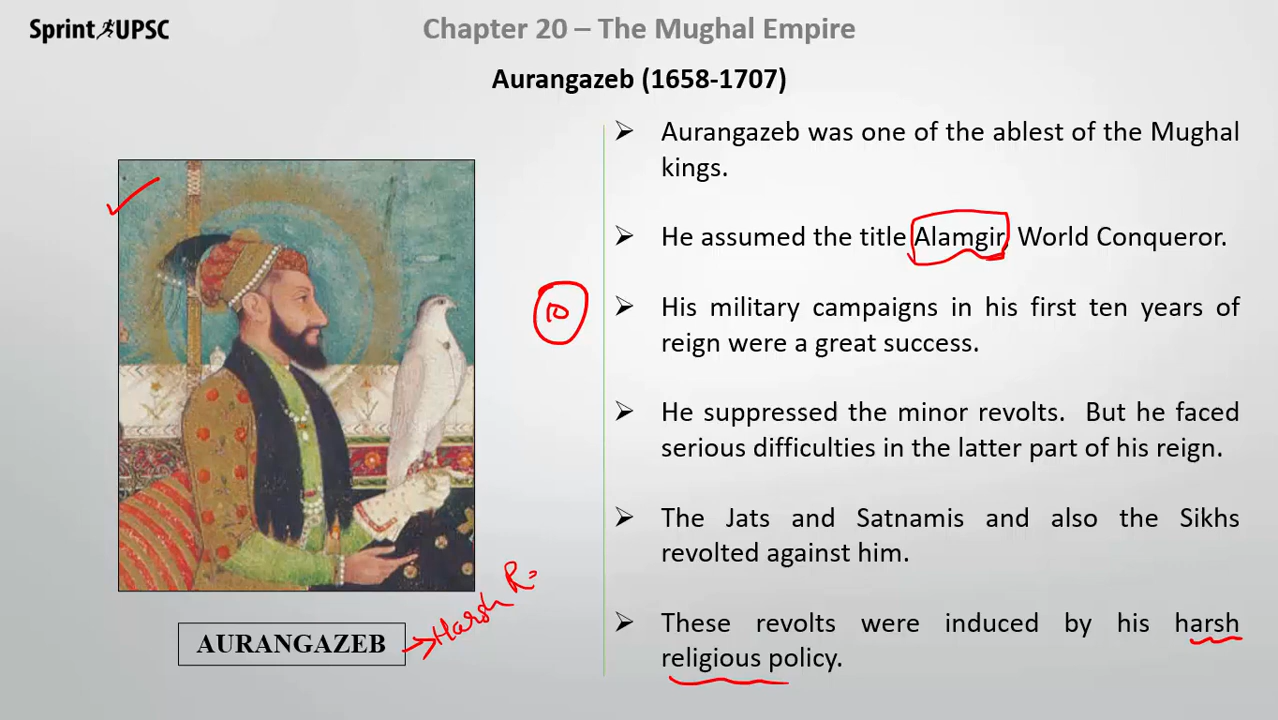 Sprint UPSC
Chapter 20 – The Mughal Empire
Aurangazeb (1658-1707)
➢ Aurangazeb was one of the ablest of the Mughal
kings.
➢ He assumed the title Alamgir, World Conqueror.
10
➢ His military campaigns in his first ten years of
reign were a great success.
➢ He suppressed the minor revolts. But he faced
serious difficulties in the latter part of his reign.
➢ The Jats and Satnamis and also the Sikhs
revolted against him.
➢ These revolts were induced by his harsh
religious policy.
AURANGAZEB
Harsh R